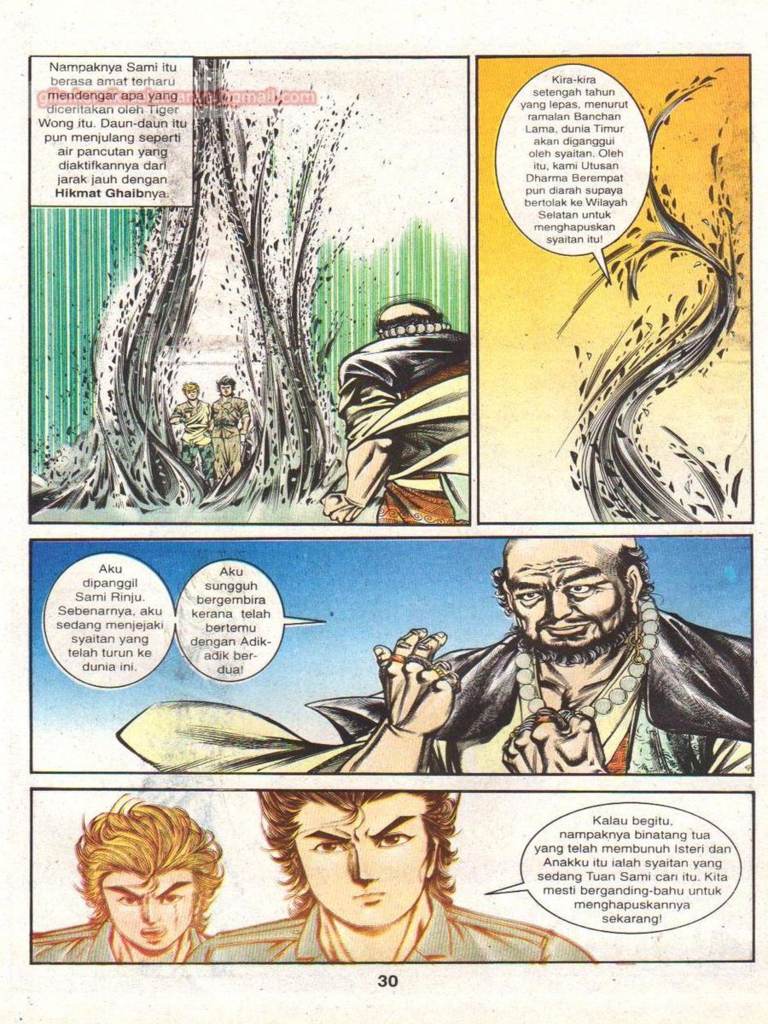 Nampaknya Sami itu
berasa amat terharu
mendengar apa yang
diceritakan oleh Tiger
Wong itu. Daun-daun itu
pun menjulang seperti
air pancutan yang
diaktifkannya dari
jarak jauh dengan
Hikmat Ghaibnya.
Kira-kira
setengah tahun
yang lepas, menurut
ramalan Banchan
Lama, dunia Timur
akan diganggui
oleh syaitan. Oleh
itu, kami Utusan
Dharma Berempat
pun diarah supaya
bertolak ke Wilayah
Selatan untuk
menghapuskan
syaitan itu!
Aku
dipanggil
Sami Rinju.
Sebenarnya, aku
sedang menjejaki
syaitan yang
telah turun ke
dunia ini.
Aku
sungguh
bergembira
kerana telah
bertemu
dengan Adik-
adik ber-
dua!
Kalau begitu,
nampaknya binatang tua
yang telah membunuh Isteri dan
Anakku itu ialah syaitan yang
sedang Tuan Sami cari itu. Kita
mesti berganding-bahu untuk
menghapuskannya
sekarang!
30